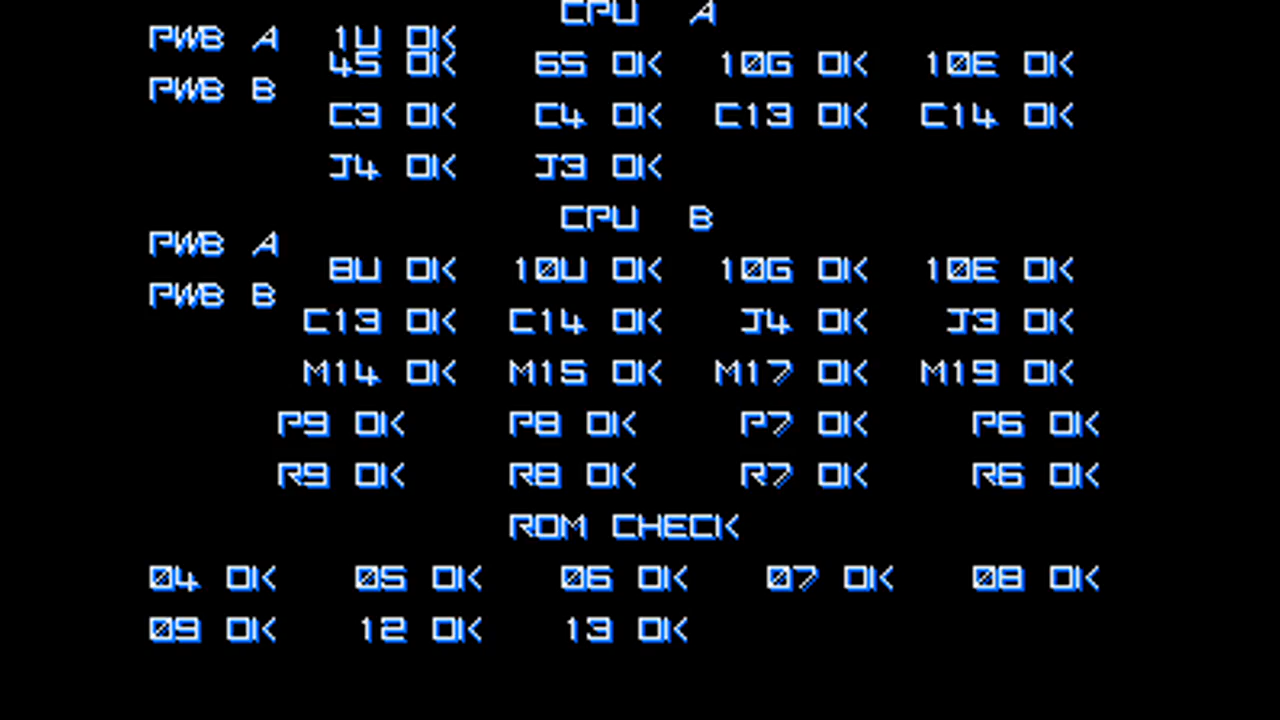 CPU A
PWB A 1U OK
4S OK 6S OK 10G OK 10E OK
PWB B
C3 OK C4 OK C13 OK C14 OK
J4 OK J3 OK
CPU B
PWB A
8U OK 10U OK 10G OK 10E OK
PWB B
C13 OK C14 OK J4 OK J3 OK
M14 OK M15 OK M17 OK M19 OK
P9 OK P8 OK P7 OK P6 OK
R9 OK R8 OK R7 OK R6 OK
ROM CHECK
04 OK 05 OK 06 OK 07 OK 08 OK
09 OK 12 OK 13 OK